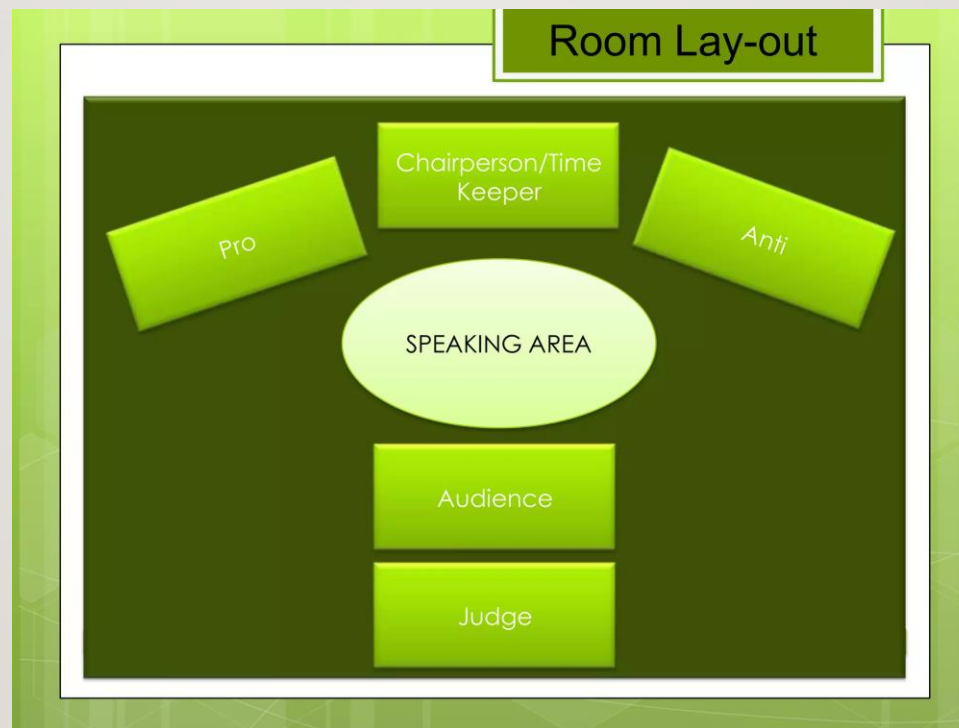 Room Lay-out
Chairperson/Time
Keeper
Pro
Anti
SPEAKING AREA
Audience
Judge